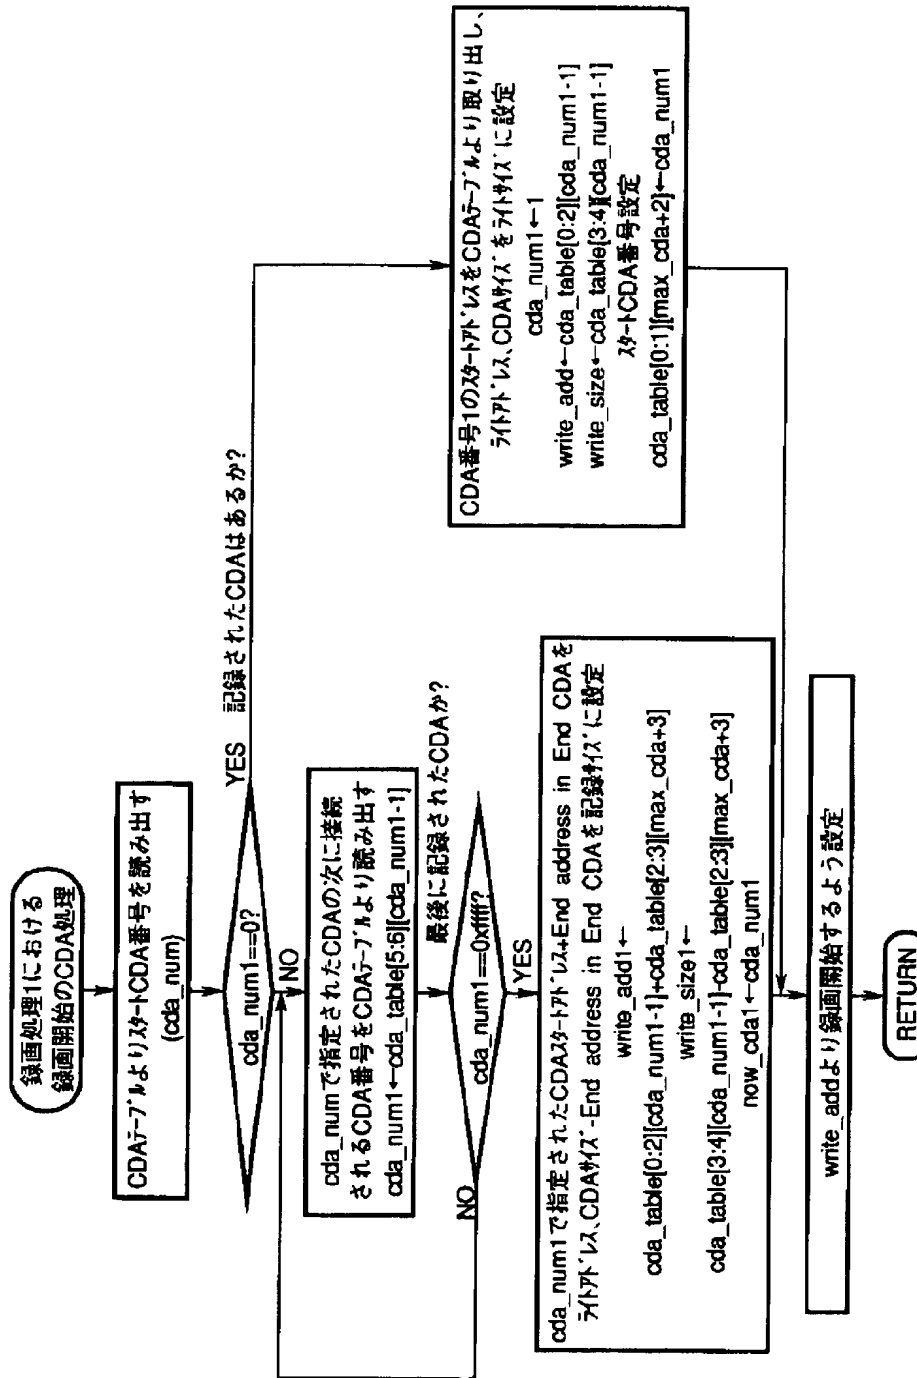 録画処理1における
録画開始のCDA処理
CDAﾃｰﾌﾞﾙよりｽﾀｰﾄCDA番号を読み出す
(cda_num)
cda_num1==0?
YES
記録されたCDAはあるか?
NO
cda_numで指定されたCDAの次に接続
されるCDA番号をCDAﾃｰﾌﾞﾙより読み出す
cda_num1←cda_table[5:6][cda_num1-1]
最後に記録されたCDAか?
cda_num1==0xffff?
NO
YES
cda_num1で指定されたCDAｽﾀｰﾄｱﾄﾞﾚｽ+End address in End CDAを
ﾗｲﾄｱﾄﾞﾚｽ､CDAｻｲｽﾞ-End address in End CDAを記録ｻｲｽﾞに設定
write_add1←
cda_table[0:2][cda_num1-1]+cda_table[2:3][max_cda+3]
write_size1←
cda_table[3:4][cda_num1-1]-cda_table[2:3][max_cda+3]
now_cda1←cda_num1
CDA番号1のｽﾀｰﾄｱﾄﾞﾚｽをCDAﾃｰﾌﾞﾙより取り出し､
ﾗｲﾄｱﾄﾞﾚｽ､CDAｻｲｽﾞをﾗｲﾄｻｲｽﾞに設定
cda_num1←1
write_add←cda_table[0:2][cda_num1-1]
write_size←cda_table[3:4][cda_num1-1]
ｽﾀｰﾄCDA番号設定
cda_table[0:1][max_cda+2]←cda_num1
write_addより録画開始するよう設定
RETURN